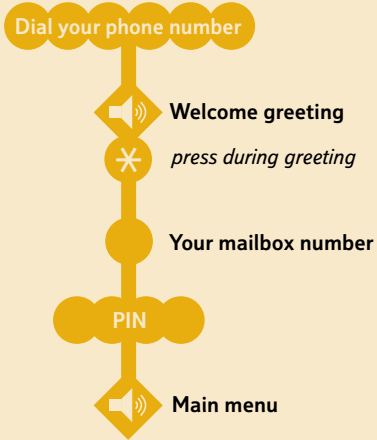 Dial your phone number
Welcome greeting
press during greeting
Your mailbox number
PIN
Main menu